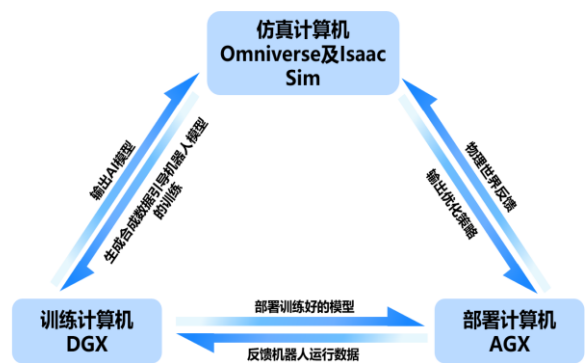 仿真计算机
Omniverse及Isaac
Sim
输出AI模型
生成合成数据引导机器人模型
的训练
物理世界反馈
输出优化策略
训练计算机
DGX
部署训练好的模型
反馈机器人运行数据
部署计算机
AGX